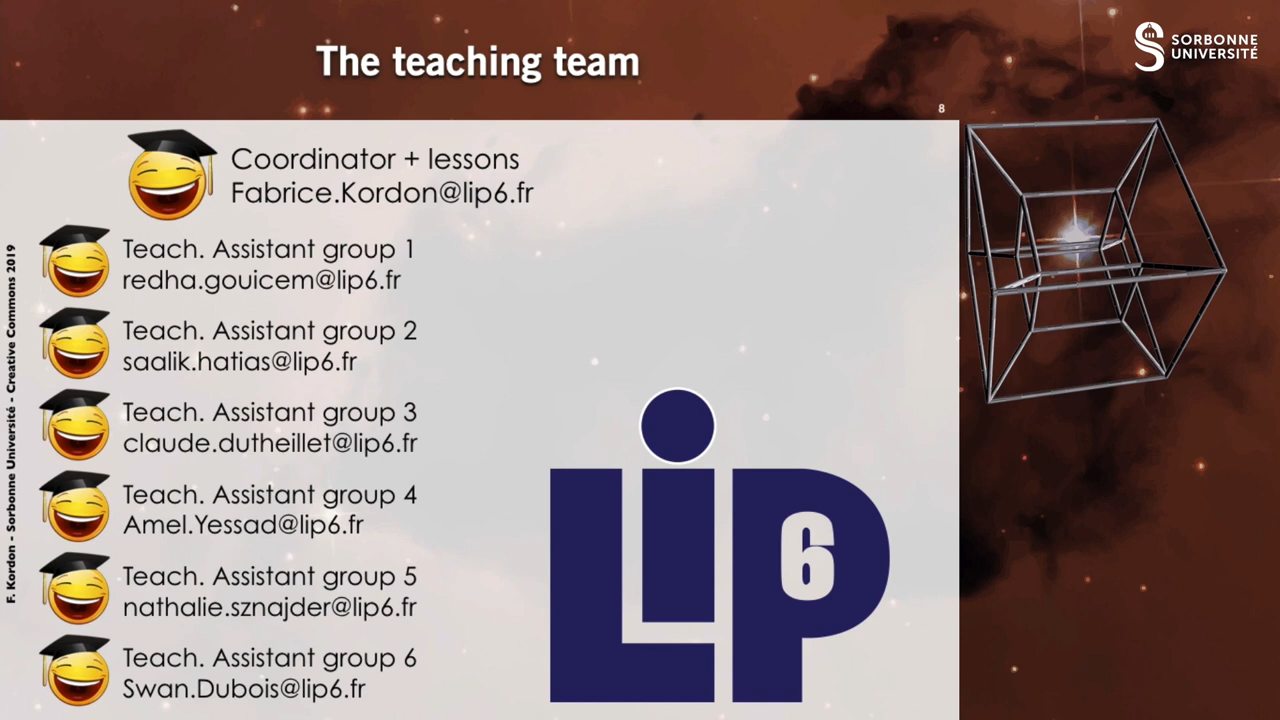 The teaching team
SORBONNE
UNIVERSITÉ
8
Coordinator + lessons
Fabrice.Kordon@lip6.fr
Teach. Assistant group 1
redha.gouicem@lip6.fr
Teach. Assistant group 2
saalik.hatias@lip6.fr
Teach. Assistant group 3
claude.dutheillet@lip6.fr
Teach. Assistant group 4
Amel.Yessad@lip6.fr
Teach. Assistant group 5
nathalie.sznajder@lip6.fr
Teach. Assistant group 6
Swan.Dubois@lip6.fr
LiP6
F. Kordon - Sorbonne Université - Creative Commons 2019